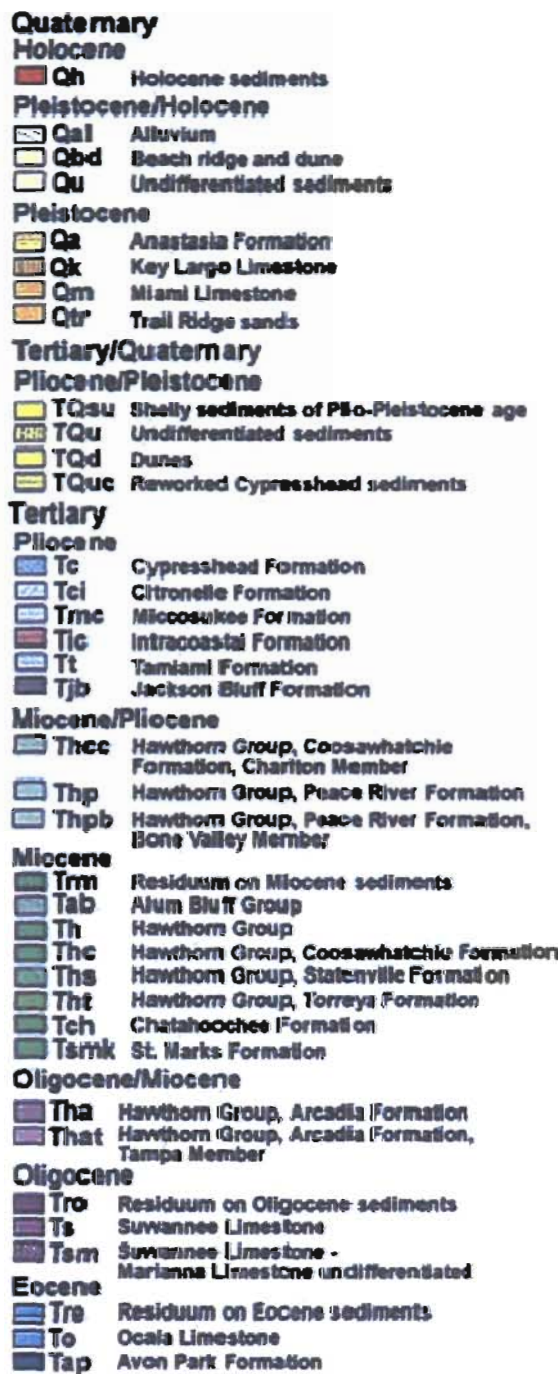 Quaternary
Holocene
Qh Holocene sediments
Pleistocene/Holocene
Qal Alluvium
Qbd Beach ridge and dune
Qu Undifferentiated sediments
Pleistocene
Qa Anastasia Formation
Qk Key Largo Limestone
Qm Miami Limestone
Qtr Trail Ridge sands
Tertiary/Quaternary
Pliocene/Pleistocene
TQsu Shelly sediments of Plio-Pleistocene age
TQu Undifferentiated sediments
TQd Dunes
TQuc Reworked Cypresshead sediments
Tertiary
Pliocene
Tc Cypresshead Formation
Tci Citronelle Formation
Tmc Miccosukee Formation
Tic Intracoastal Formation
Tt Tamiami Formation
Tjb Jackson Bluff Formation
Miocene/Pliocene
Thcc Hawthorn Group, Coosawhatchie
Formation, Charlton Member
Thp Hawthorn Group, Peace River Formation
Thpb Hawthorn Group, Peace River Formation,
Bone Valley Member
Miocene
Trm Residuum on Miocene sediments
Tab Alum Bluff Group
Th Hawthorn Group
Thc Hawthorn Group, Coosawhatchie Formation
Ths Hawthorn Group, Statenville Formation
Tht Hawthorn Group, Torreya Formation
Tch Chatahoochee Formation
Tsmk St. Marks Formation
Oligocene/Miocene
Tha Hawthorn Group, Arcadia Formation
That Hawthorn Group, Arcadia Formation,
Tampa Member
Oligocene
Tro Residuum on Oligocene sediments
Ts Suwannee Limestone
Tsm Suwannee Limestone -
Marianna Limestone undifferentiated
Eocene
Tre Residuum on Eocene sediments
To Ocala Limestone
Tap Avon Park Formation